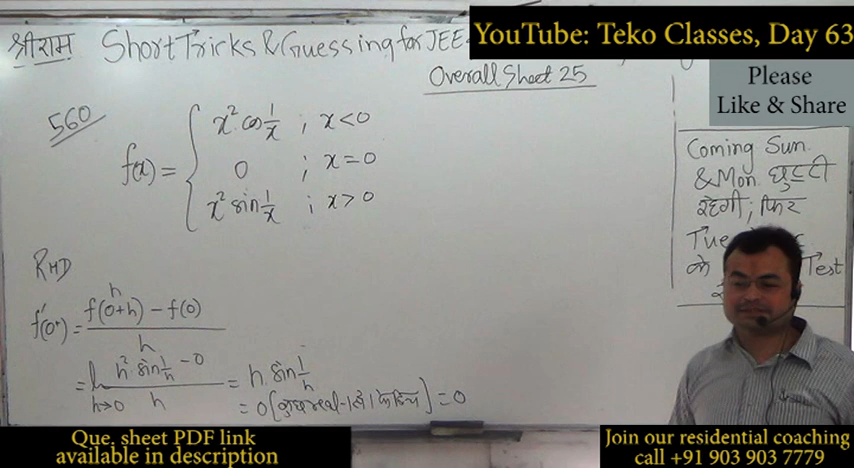 श्रीराम Short Tricks & Guessing for JEE
YouTube: Teko Classes, Day 63
Overall Sheet 25
Please
Like & Share
560
f(x) = { x² cos 1/x ; x < 0
0 ; x = 0
x² sin 1/x ; x > 0
Coming Sun.
& Mon. छुट्टी
रहेगी; फिर
Tue
के Test
RHD
h
f'(0⁺) = f(0+h) - f(0) / h
= h→0 h² sin 1/h - 0 / h = h. sin 1/h
= 0 [कुछ real -1 से 1 के बिच] = 0
Que. sheet PDF link
available in description
Join our residential coaching
call +91 903 903 7779